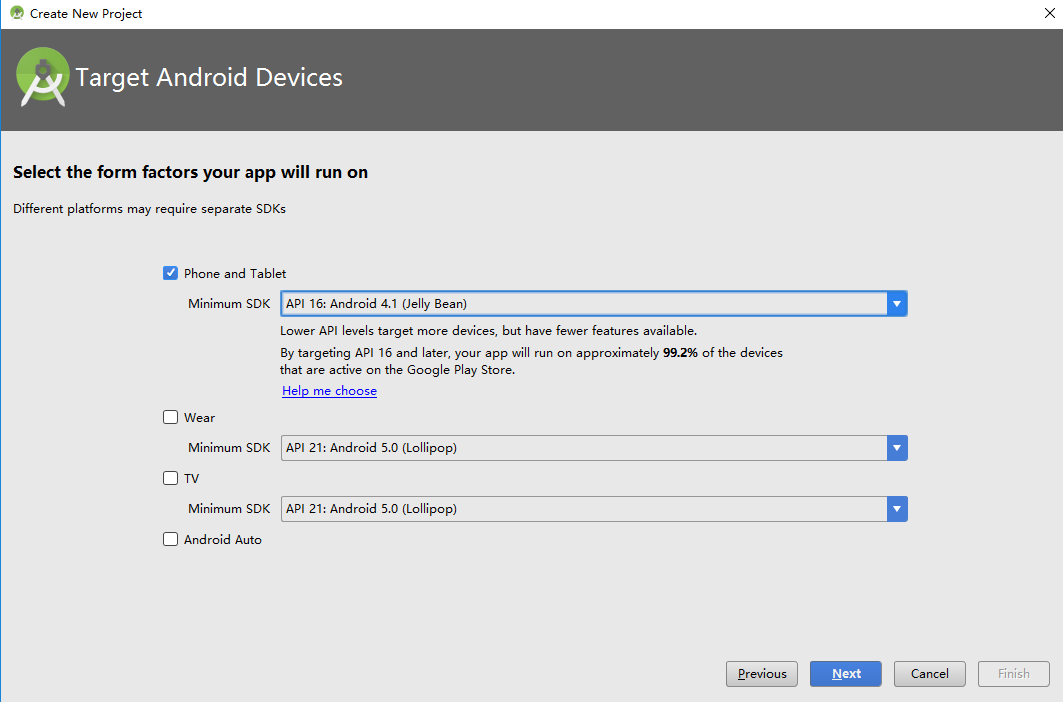 Create New Project
Target Android Devices
Select the form factors your app will run on
Different platforms may require separate SDKs
Phone and Tablet
Minimum SDK API 16: Android 4.1 (Jelly Bean)
Lower API levels target more devices, but have fewer features available.
By targeting API 16 and later, your app will run on approximately 99.2% of the devices
that are active on the Google Play Store.
Help me choose
Wear
Minimum SDK API 21: Android 5.0 (Lollipop)
TV
Minimum SDK API 21: Android 5.0 (Lollipop)
Android Auto
Previous Next Cancel Finish